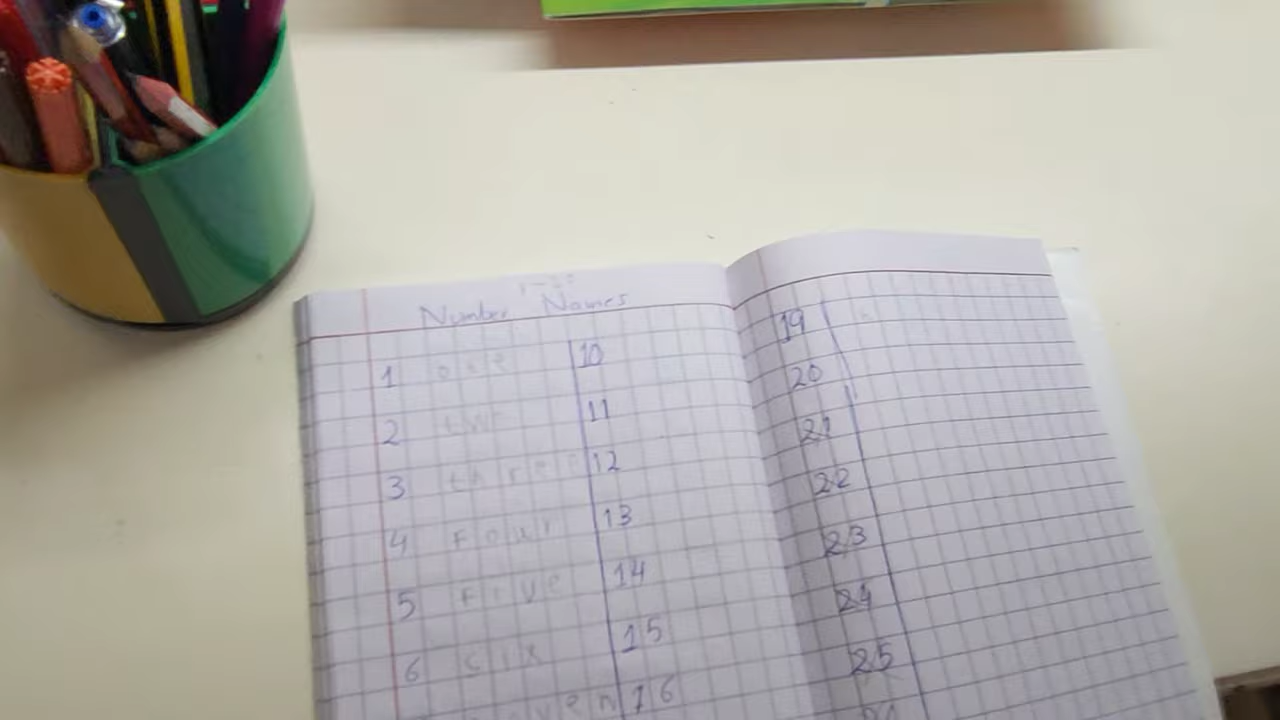 Number Names
1 one 10
2 two 11
3 three 12
4 Four 13
5 Five 14
6 six 15
16
19
20
21
22
23
24
25